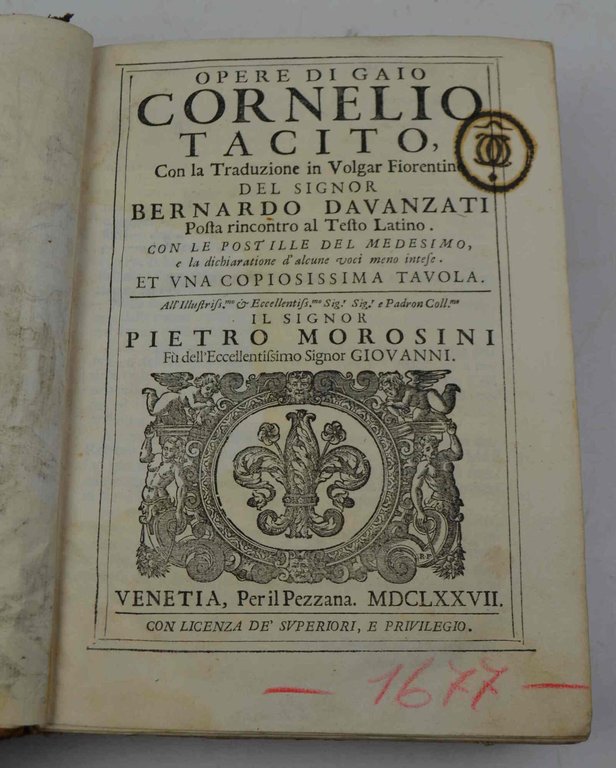 OPERE DI GAIO
CORNELIO
TACITO,
Con la Traduzione in Volgar Fiorentino
DEL SIGNOR
BERNARDO DAVANZATI
Poſta rincontro al Teſto Latino.
CON LE POSTILLE DEL MEDESIMO,
e la dichiaratione d'alcune voci meno inteſe.
ET VNA COPIOSISSIMA TAVOLA.
All'Illuſtriſs.mo & Eccellentiſs.mo Sig.r Sig.r e Padron Coll.mo
IL SIGNOR
PIETRO MOROSINI
Fù dell'Eccellentiſsimo Signor GIOVANNI.
R.P.
VENETIA, Per il Pezzana. MDCLXXVII.
CON LICENZA DE' SVPERIORI, E PRIVILEGIO.
— 1677 —